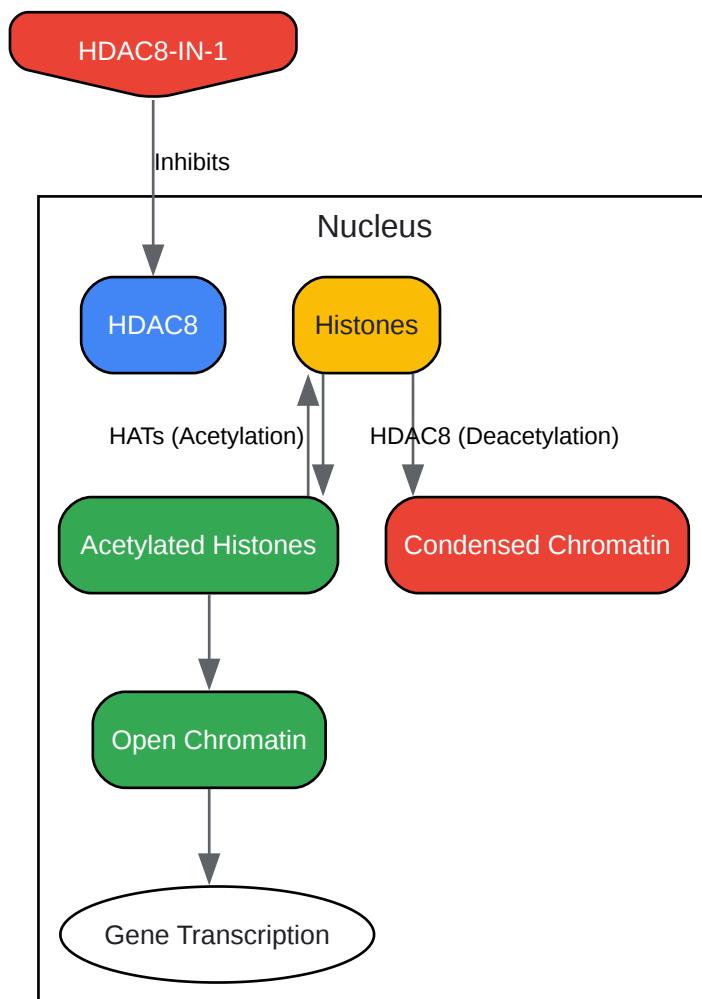 HDAC8-IN-1
Inhibits
Nucleus
HDAC8
Histones
HATs (Acetylation)
HDAC8 (Deacetylation)
Acetylated Histones
Condensed Chromatin
Open Chromatin
Gene Transcription